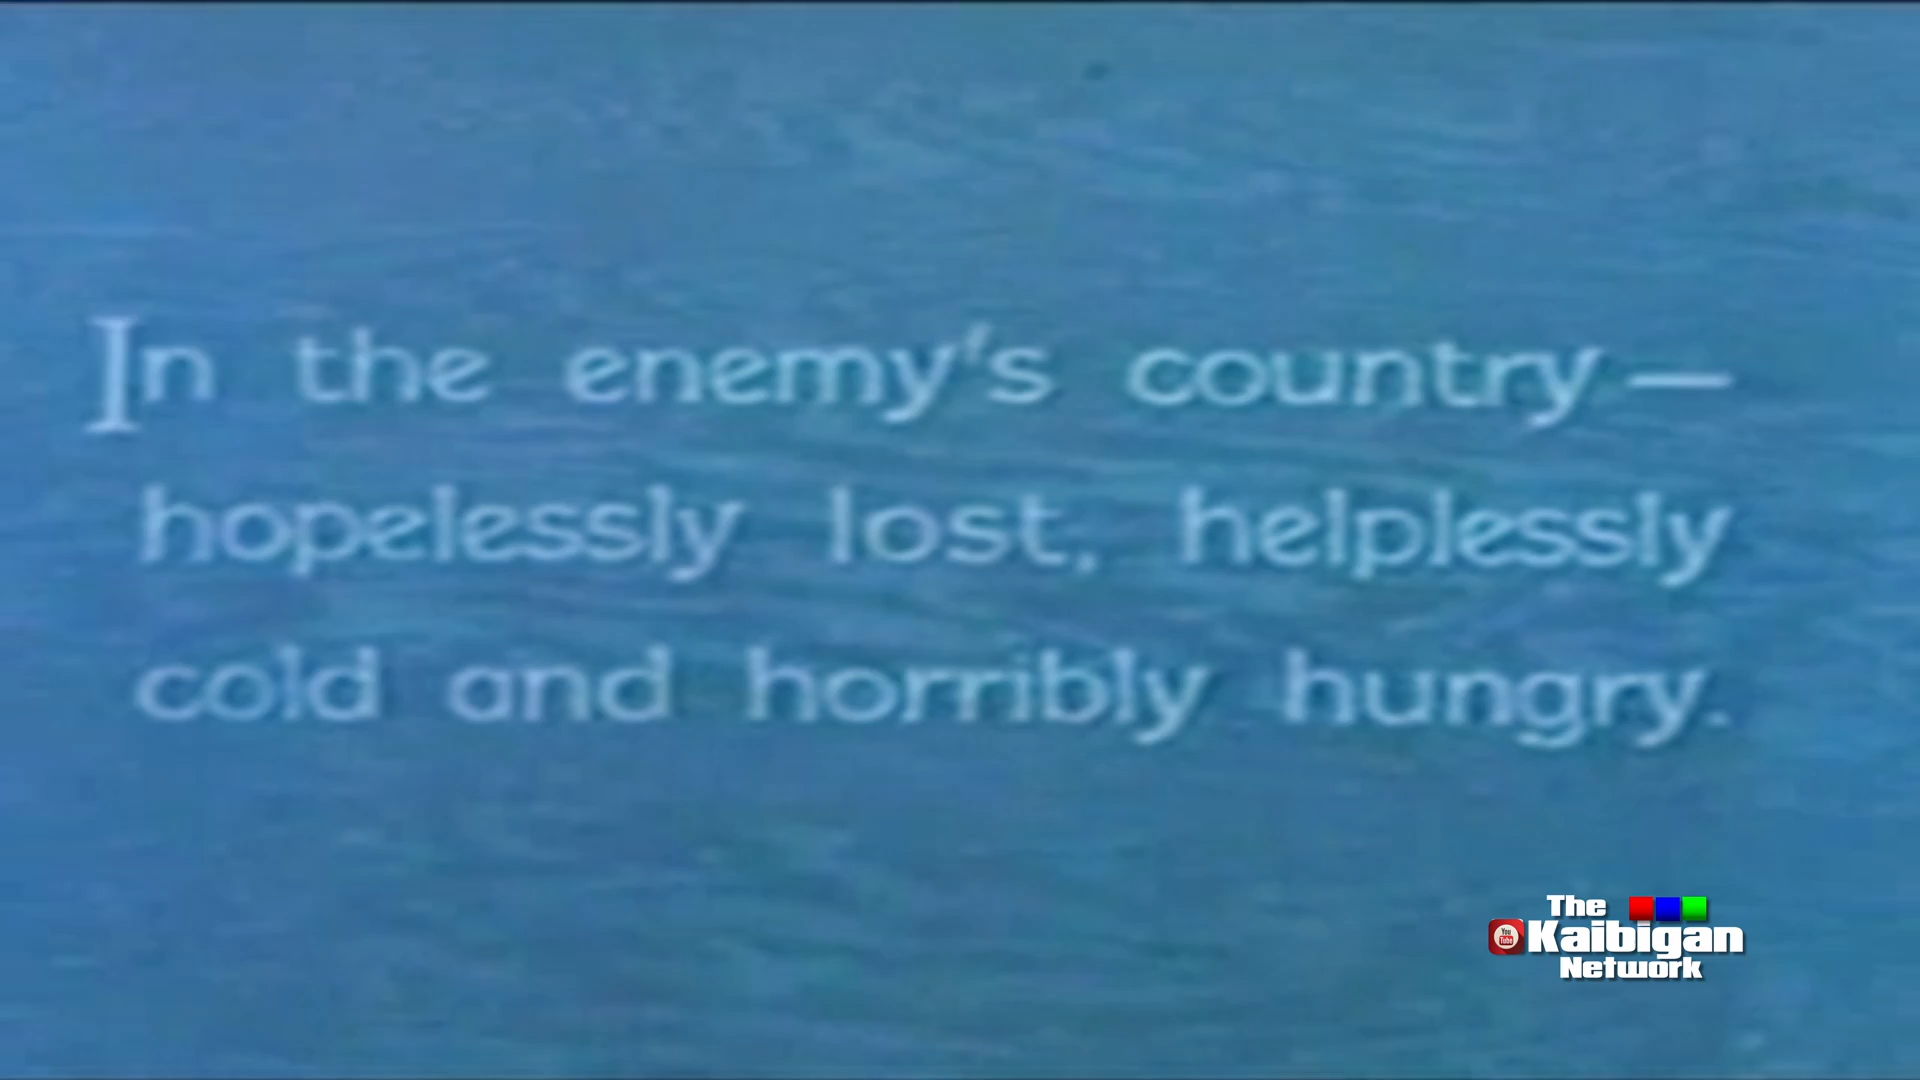 In the enemy's country—
hopelessly lost, helplessly
cold and horribly hungry.
The
You
Tube
Kaibigan
Network